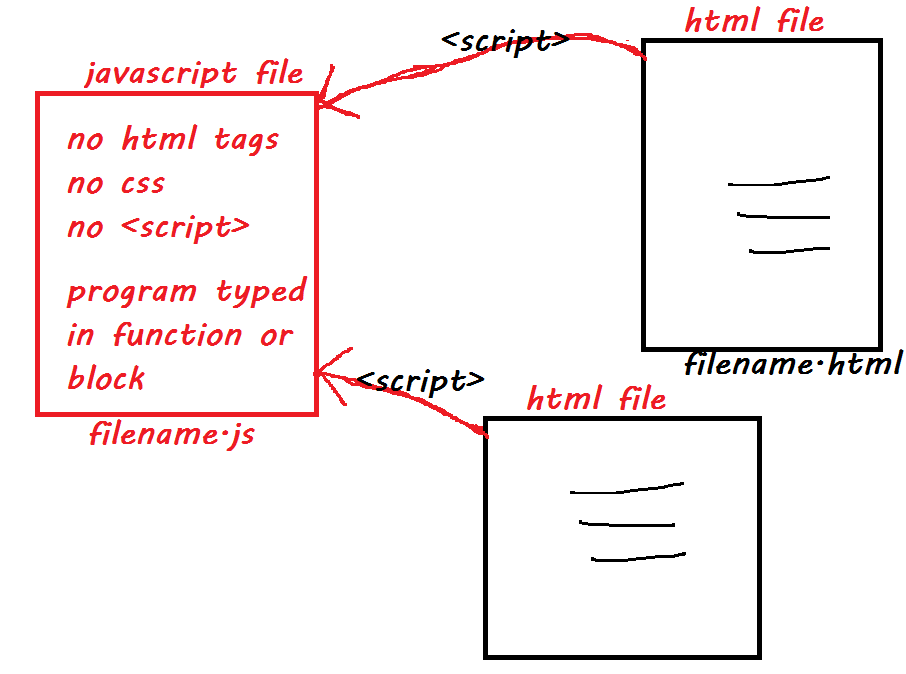 html file
<script>
javascript file
no html tags
no css
no <script>
program typed
in function or
block
filename.js
filename.html
<script>
html file